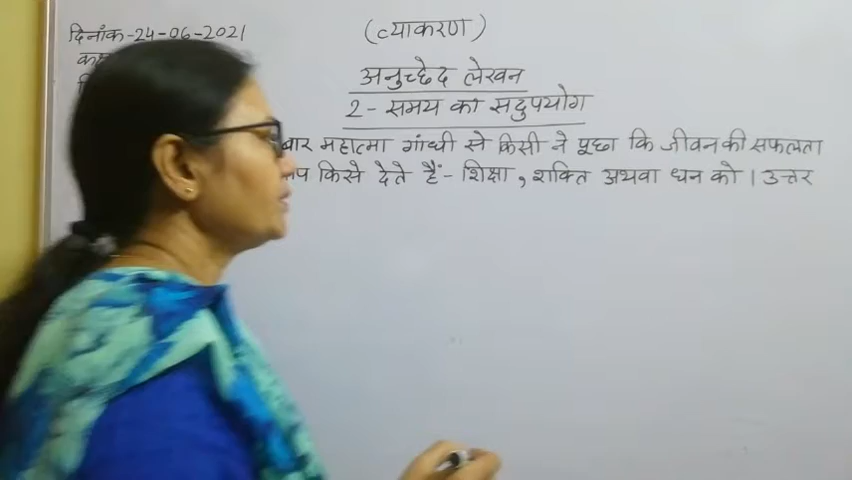 दिनांक-24-06-2021
(व्याकरण)
अनुच्छेद लेखन
2- समय का सदुपयोग
बार महात्मा गांधी से किसी ने पूछा कि जीवन की सफलता
किसे देते हैं- शिक्षा, शक्ति अथवा धन को। उत्तर